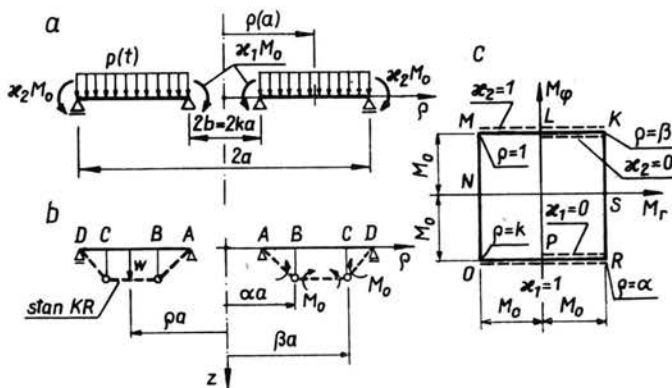 a
p(t)
ρ(a)
ϰ₁M₀
ϰ₂M₀
ϰ₂M₀
ρ
2b=2ka
2a
b
D C B A
A B C D
ρ
w
stan KR
M₀
M₀
αa
ρa
βa
z
c
ϰ₂=1
Mφ
M
L
K
ρ=β
ρ=1
ϰ₂=0
M₀
N
S
Mᵣ
M₀
ρ=k
ϰ₁=0
P
O
R
ϰ₁=1
ρ=α
M₀
M₀